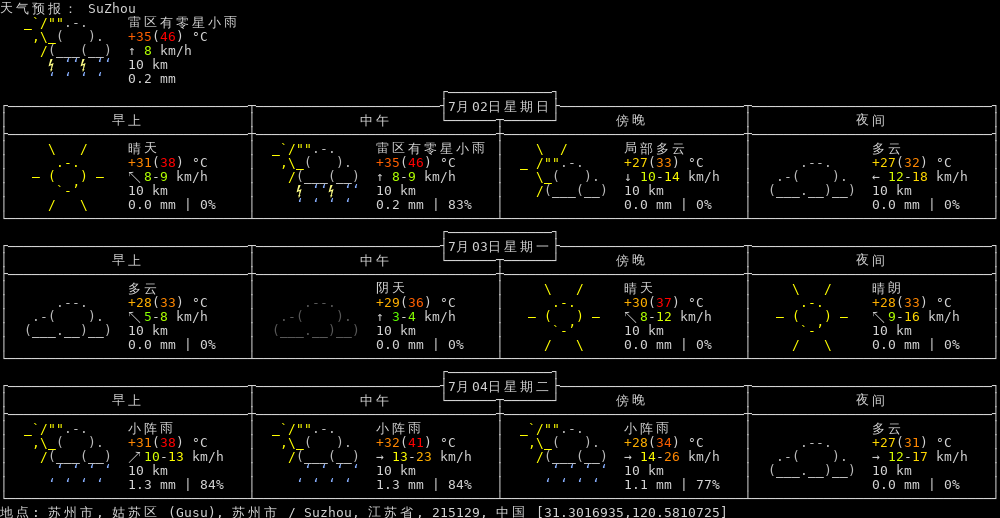 天气预报: SuZhou
雷区有零星小雨
+35(46) °C
↑ 8 km/h
10 km
0.2 mm
7月02日星期日
早上 中午 傍晚 夜间
晴天 雷区有零星小雨 局部多云 多云
+31(38) °C +35(46) °C +27(33) °C +27(32) °C
↖ 8-9 km/h ↑ 8-9 km/h ↓ 10-14 km/h ← 12-18 km/h
10 km 10 km 10 km 10 km
0.0 mm | 0% 0.2 mm | 83% 0.0 mm | 0% 0.0 mm | 0%
7月03日星期一
早上 中午 傍晚 夜间
多云 阴天 晴天 晴朗
+28(33) °C +29(36) °C +30(37) °C +28(33) °C
↖ 5-8 km/h ↑ 3-4 km/h ↖ 8-12 km/h ↖ 9-16 km/h
10 km 10 km 10 km 10 km
0.0 mm | 0% 0.0 mm | 0% 0.0 mm | 0% 0.0 mm | 0%
7月04日星期二
早上 中午 傍晚 夜间
小阵雨 小阵雨 小阵雨 多云
+31(38) °C +32(41) °C +28(34) °C +27(31) °C
↗ 10-13 km/h → 13-23 km/h → 14-26 km/h → 12-17 km/h
10 km 10 km 10 km 10 km
1.3 mm | 84% 1.3 mm | 84% 1.1 mm | 77% 0.0 mm | 0%
地点: 苏州市, 姑苏区 (Gusu), 苏州市 / Suzhou, 江苏省, 215129, 中国 [31.3016935,120.5810725]